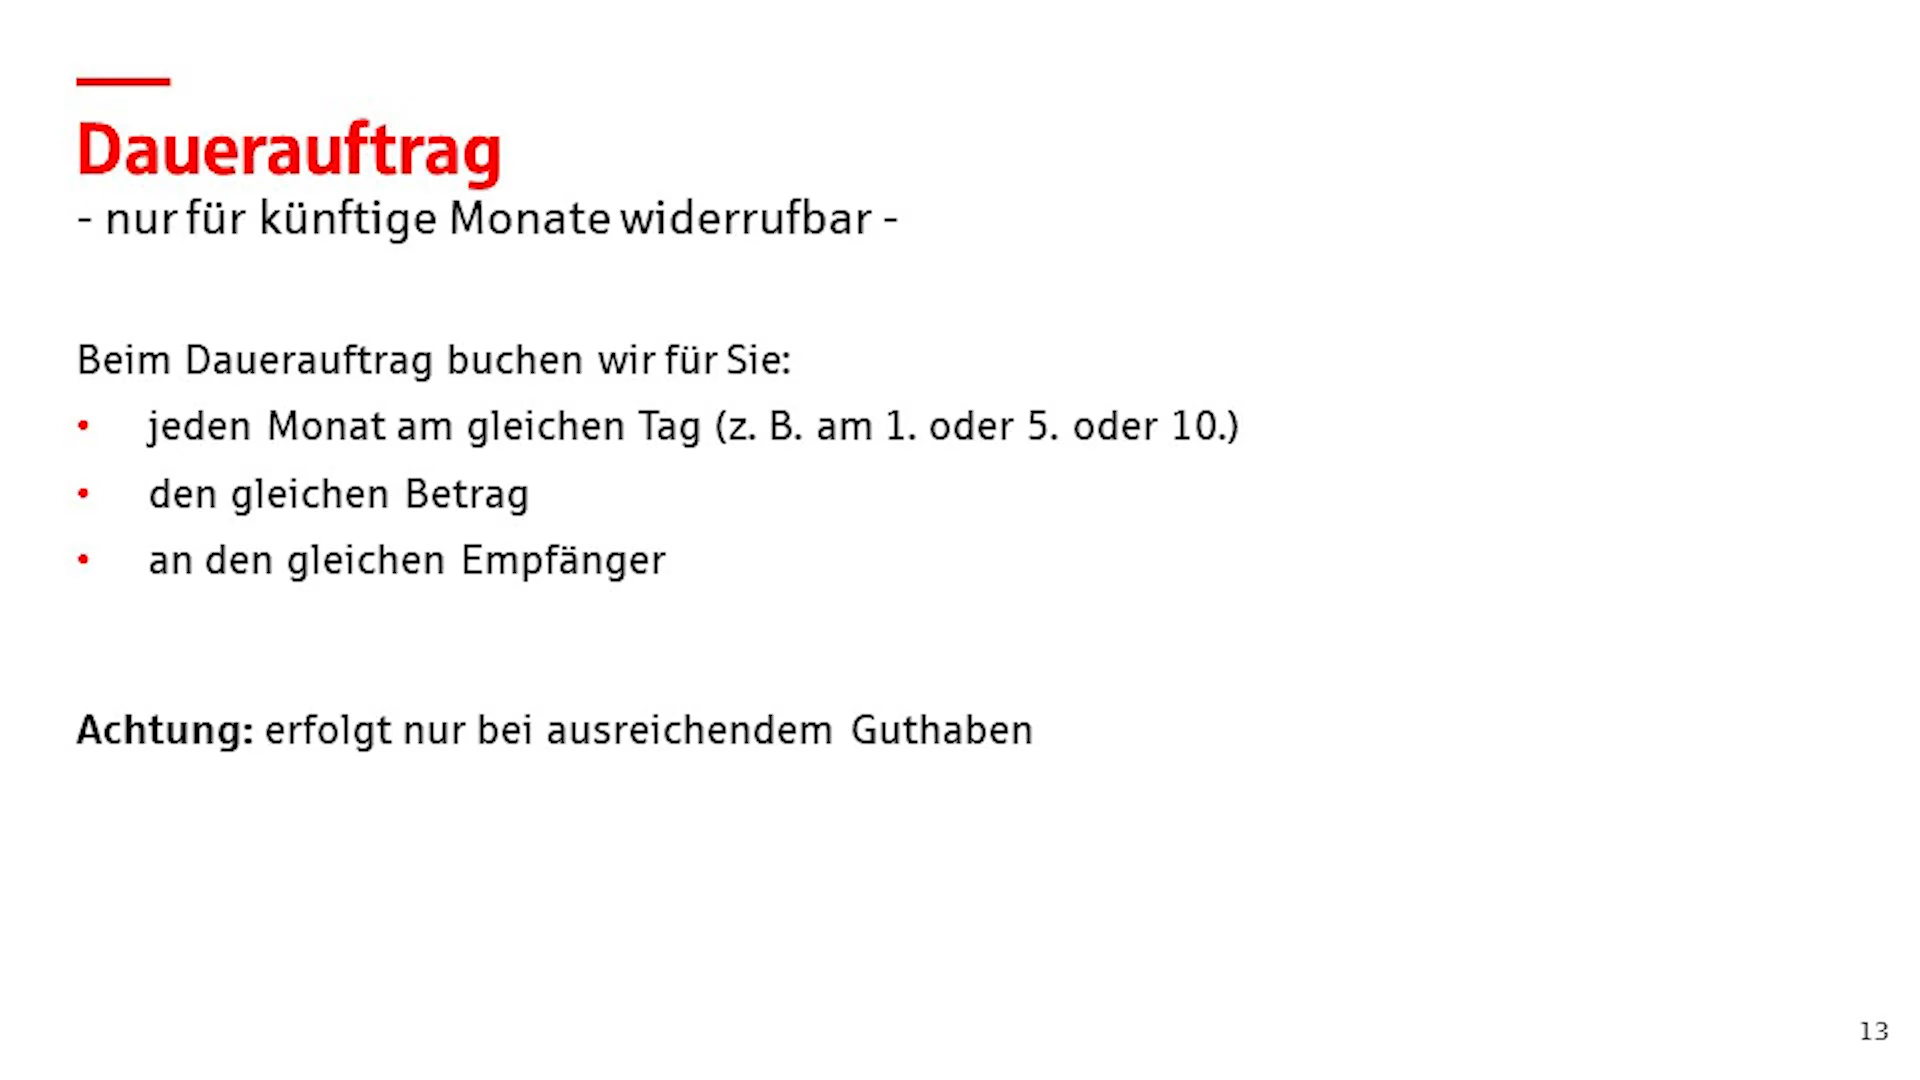 Dauerauftrag
- nur für künftige Monate widerrufbar -
Beim Dauerauftrag buchen wir für Sie:
• jeden Monat am gleichen Tag (z. B. am 1. oder 5. oder 10.)
• den gleichen Betrag
• an den gleichen Empfänger
Achtung: erfolgt nur bei ausreichendem Guthaben
13